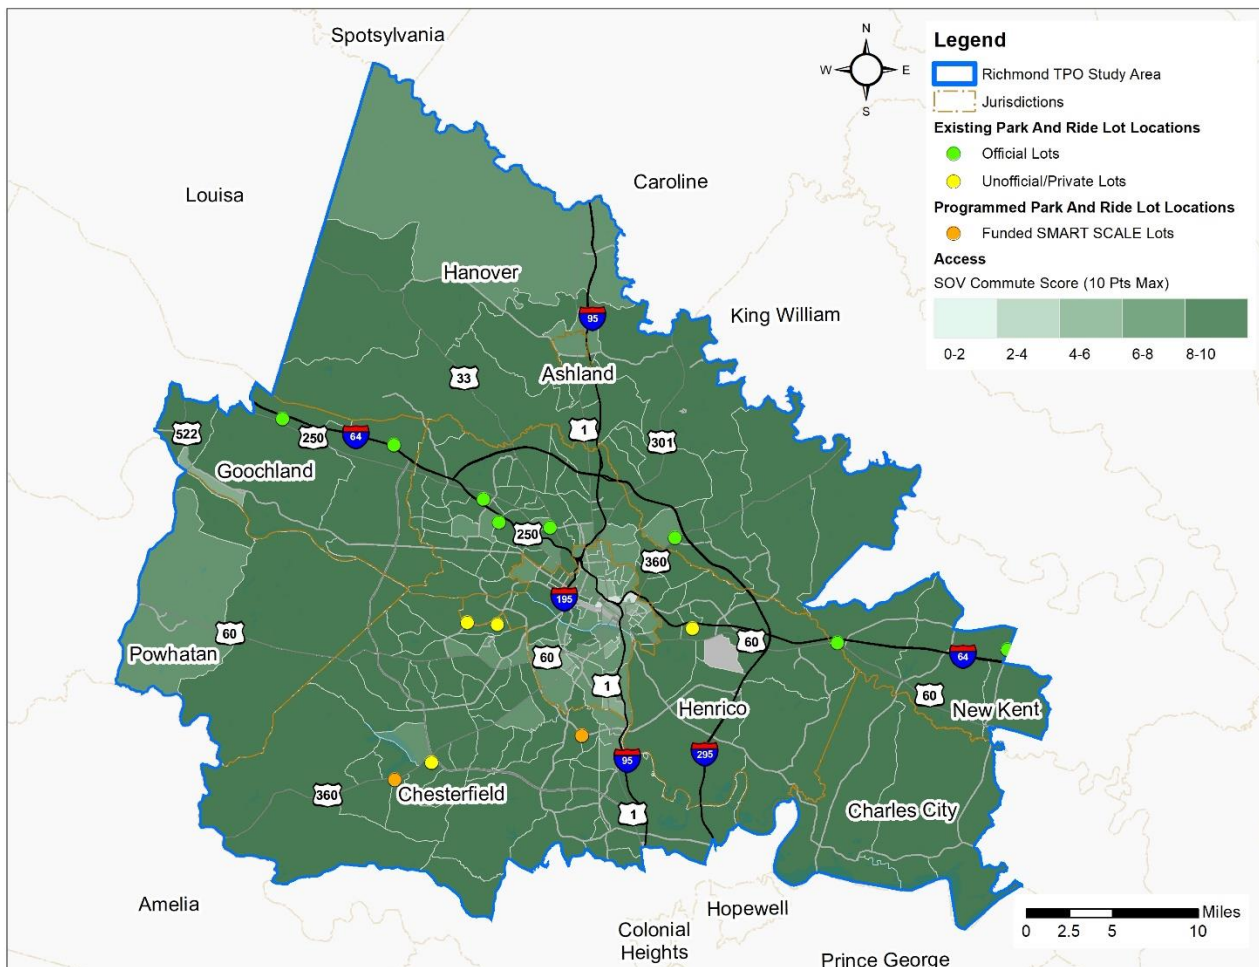 Spotsylvania
N
W E
S
Louisa
Caroline
Hanover
King William
95
Ashland
33
1
301
522
250
64
Goochland
250
360
195
60
60
Powhatan
60
64
60
1
New Kent
Henrico
95
295
360
Chesterfield
1
Charles City
Amelia
Hopewell
Colonial
Heights
Prince George
Legend
Richmond TPO Study Area
Jurisdictions
Existing Park And Ride Lot Locations
Official Lots
Unofficial/Private Lots
Programmed Park And Ride Lot Locations
Funded SMART SCALE Lots
Access
SOV Commute Score (10 Pts Max)
0-2 2-4 4-6 6-8 8-10
Miles
0 2.5 5 10